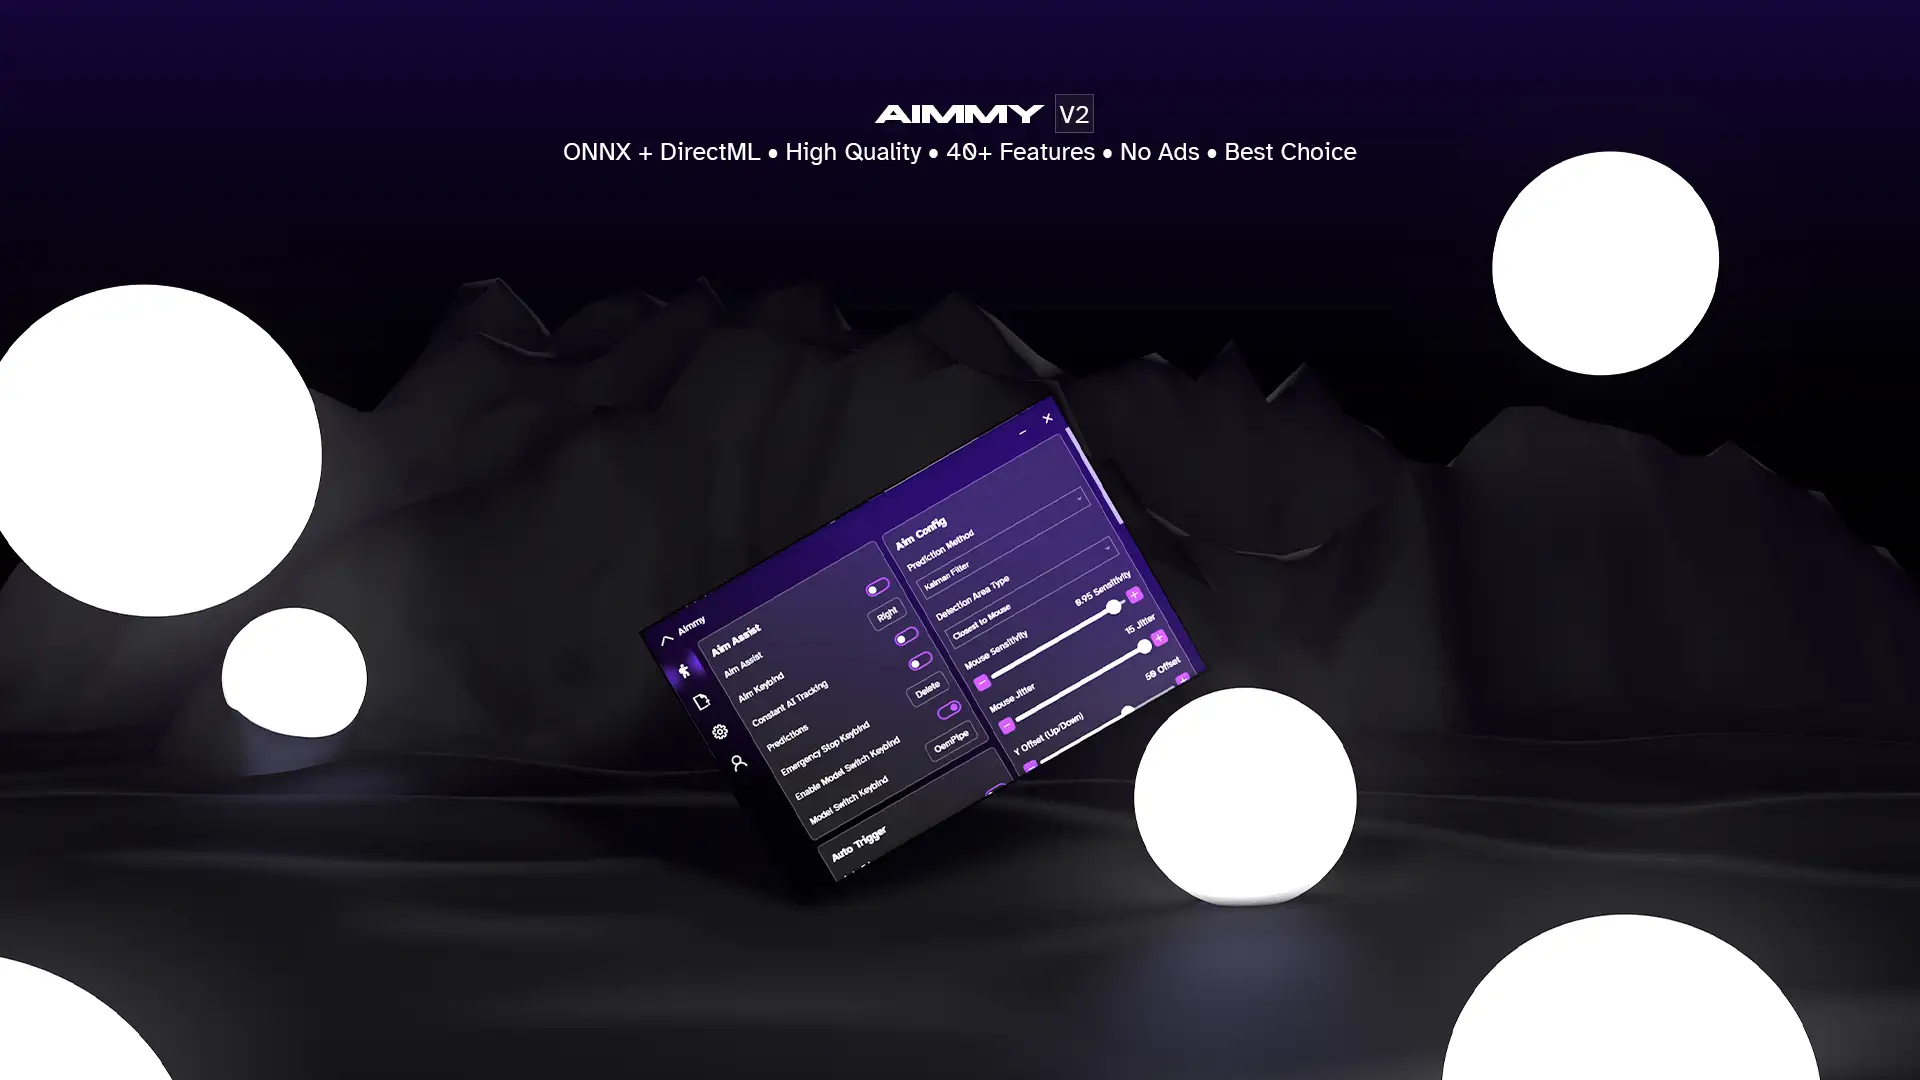 AIMMY V2
ONNX + DirectML • High Quality • 40+ Features • No Ads • Best Choice
Aimmy
Aim Assist
Aim Assist
Aim Keybind
Right
Constant AI Tracking
Predictions
Emergency Stop Keybind
Delete
Enable Model Switch Keybind
Model Switch Keybind
OemPipe
Auto Trigger
Aim Config
Prediction Method
Kalman Filter
Detection Area Type
Closest to Mouse
Mouse Sensitivity
0.95 Sensitivity
Mouse Jitter
15 Jitter
Y Offset (Up/Down)
50 Offset